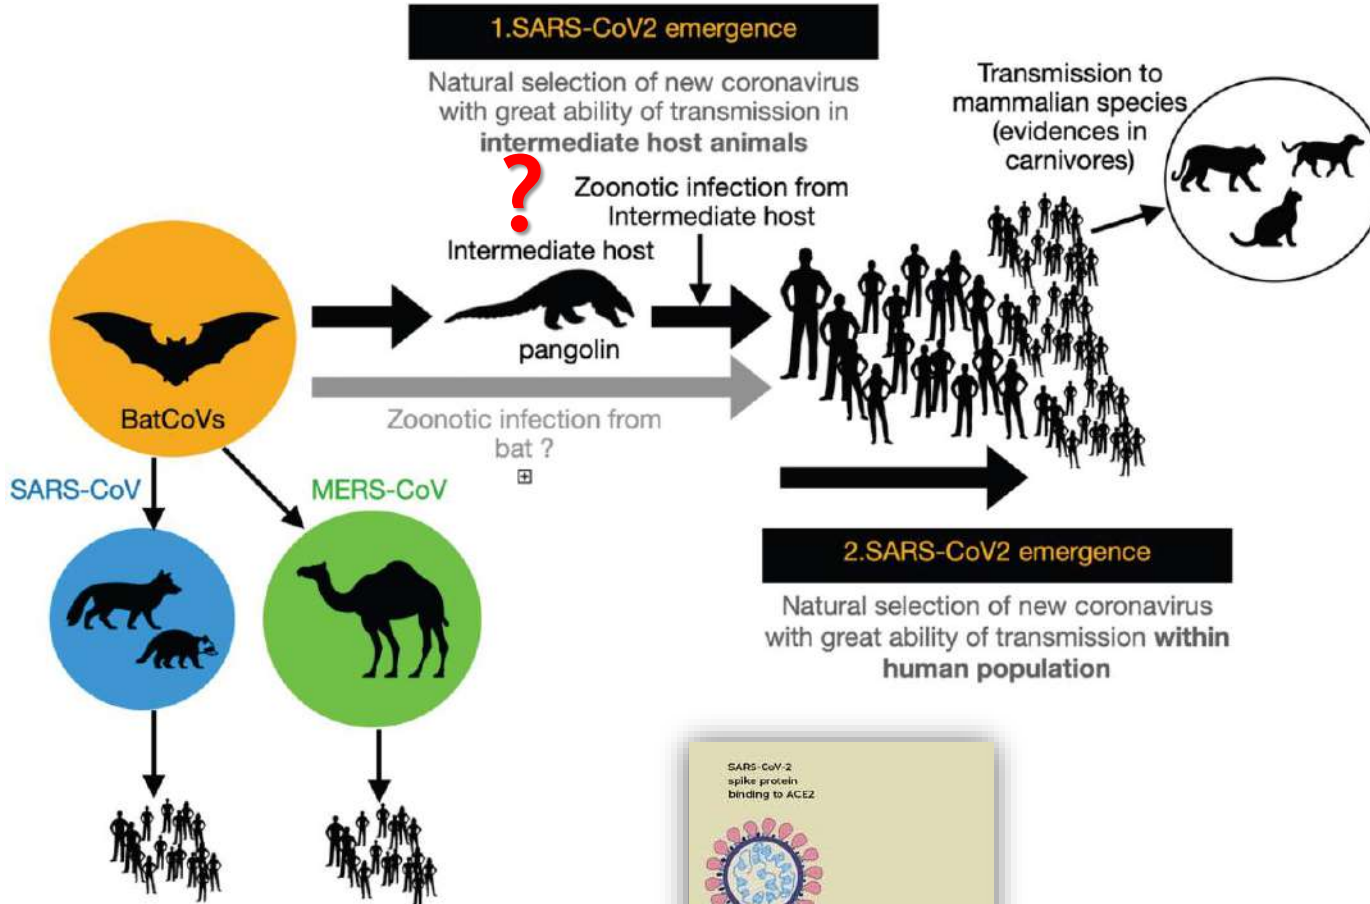 1.SARS-CoV2 emergence
Natural selection of new coronavirus
with great ability of transmission in
intermediate host animals
Transmission to
mammalian species
(evidences in
carnivores)
?
Zoonotic infection from
Intermediate host
Intermediate host
pangolin
BatCoVs
Zoonotic infection from
bat ?
SARS-CoV
MERS-CoV
2.SARS-CoV2 emergence
Natural selection of new coronavirus
with great ability of transmission within
human population
SARS-CoV-2
spike protein
binding to ACE2